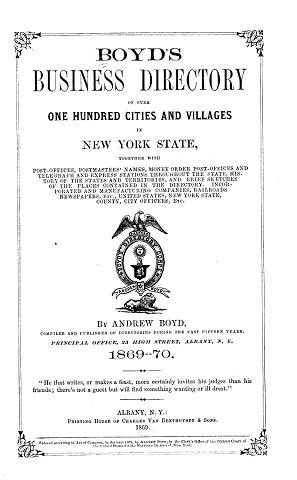 BOYD'S
BUSINESS DIRECTORY
OF OVER
ONE HUNDRED CITIES AND VILLAGES
IN
NEW YORK STATE,
TOGETHER WITH
POST-OFFICES, POSTMASTERS' NAMES, MONEY ORDER POST-OFFICES AND
TELEGRAPH AND EXPRESS STATIONS THROUGHOUT THE STATE, HIS-
TORY OF THE STATES AND TERRITORIES, AND BRIEF SKETCHES
OF THE PLACES CONTAINED IN THE DIRECTORY. INCOR-
PORATED AND MANUFACTURING COMPANIES, RAILROADS
NEWSPAPERS, ETC., UNITED STATES, NEW YORK STATE,
COUNTY, CITY OFFICERS, ETC.
BY ANDREW BOYD,
COMPILER AND PUBLISHER OF DIRECTORIES DURING THE PAST FIFTEEN YEARS.
PRINCIPAL OFFICE, 23 HIGH STREET, ALBANY, N. Y.
1869--70.
"He that writes, or makes a feast, more certainly invites his judges than his
friends; there's not a guest but will find something wanting or ill drest."
ALBANY, N. Y.:
PRINTING HOUSE OF CHARLES VAN BENTHUYSEN & SONS.
1869.
Entered according to Act of Congress, in the year 1869, by ANDREW BOYD, in the Clerk's Office of the District Court of
the United States for the Northern District of New York.